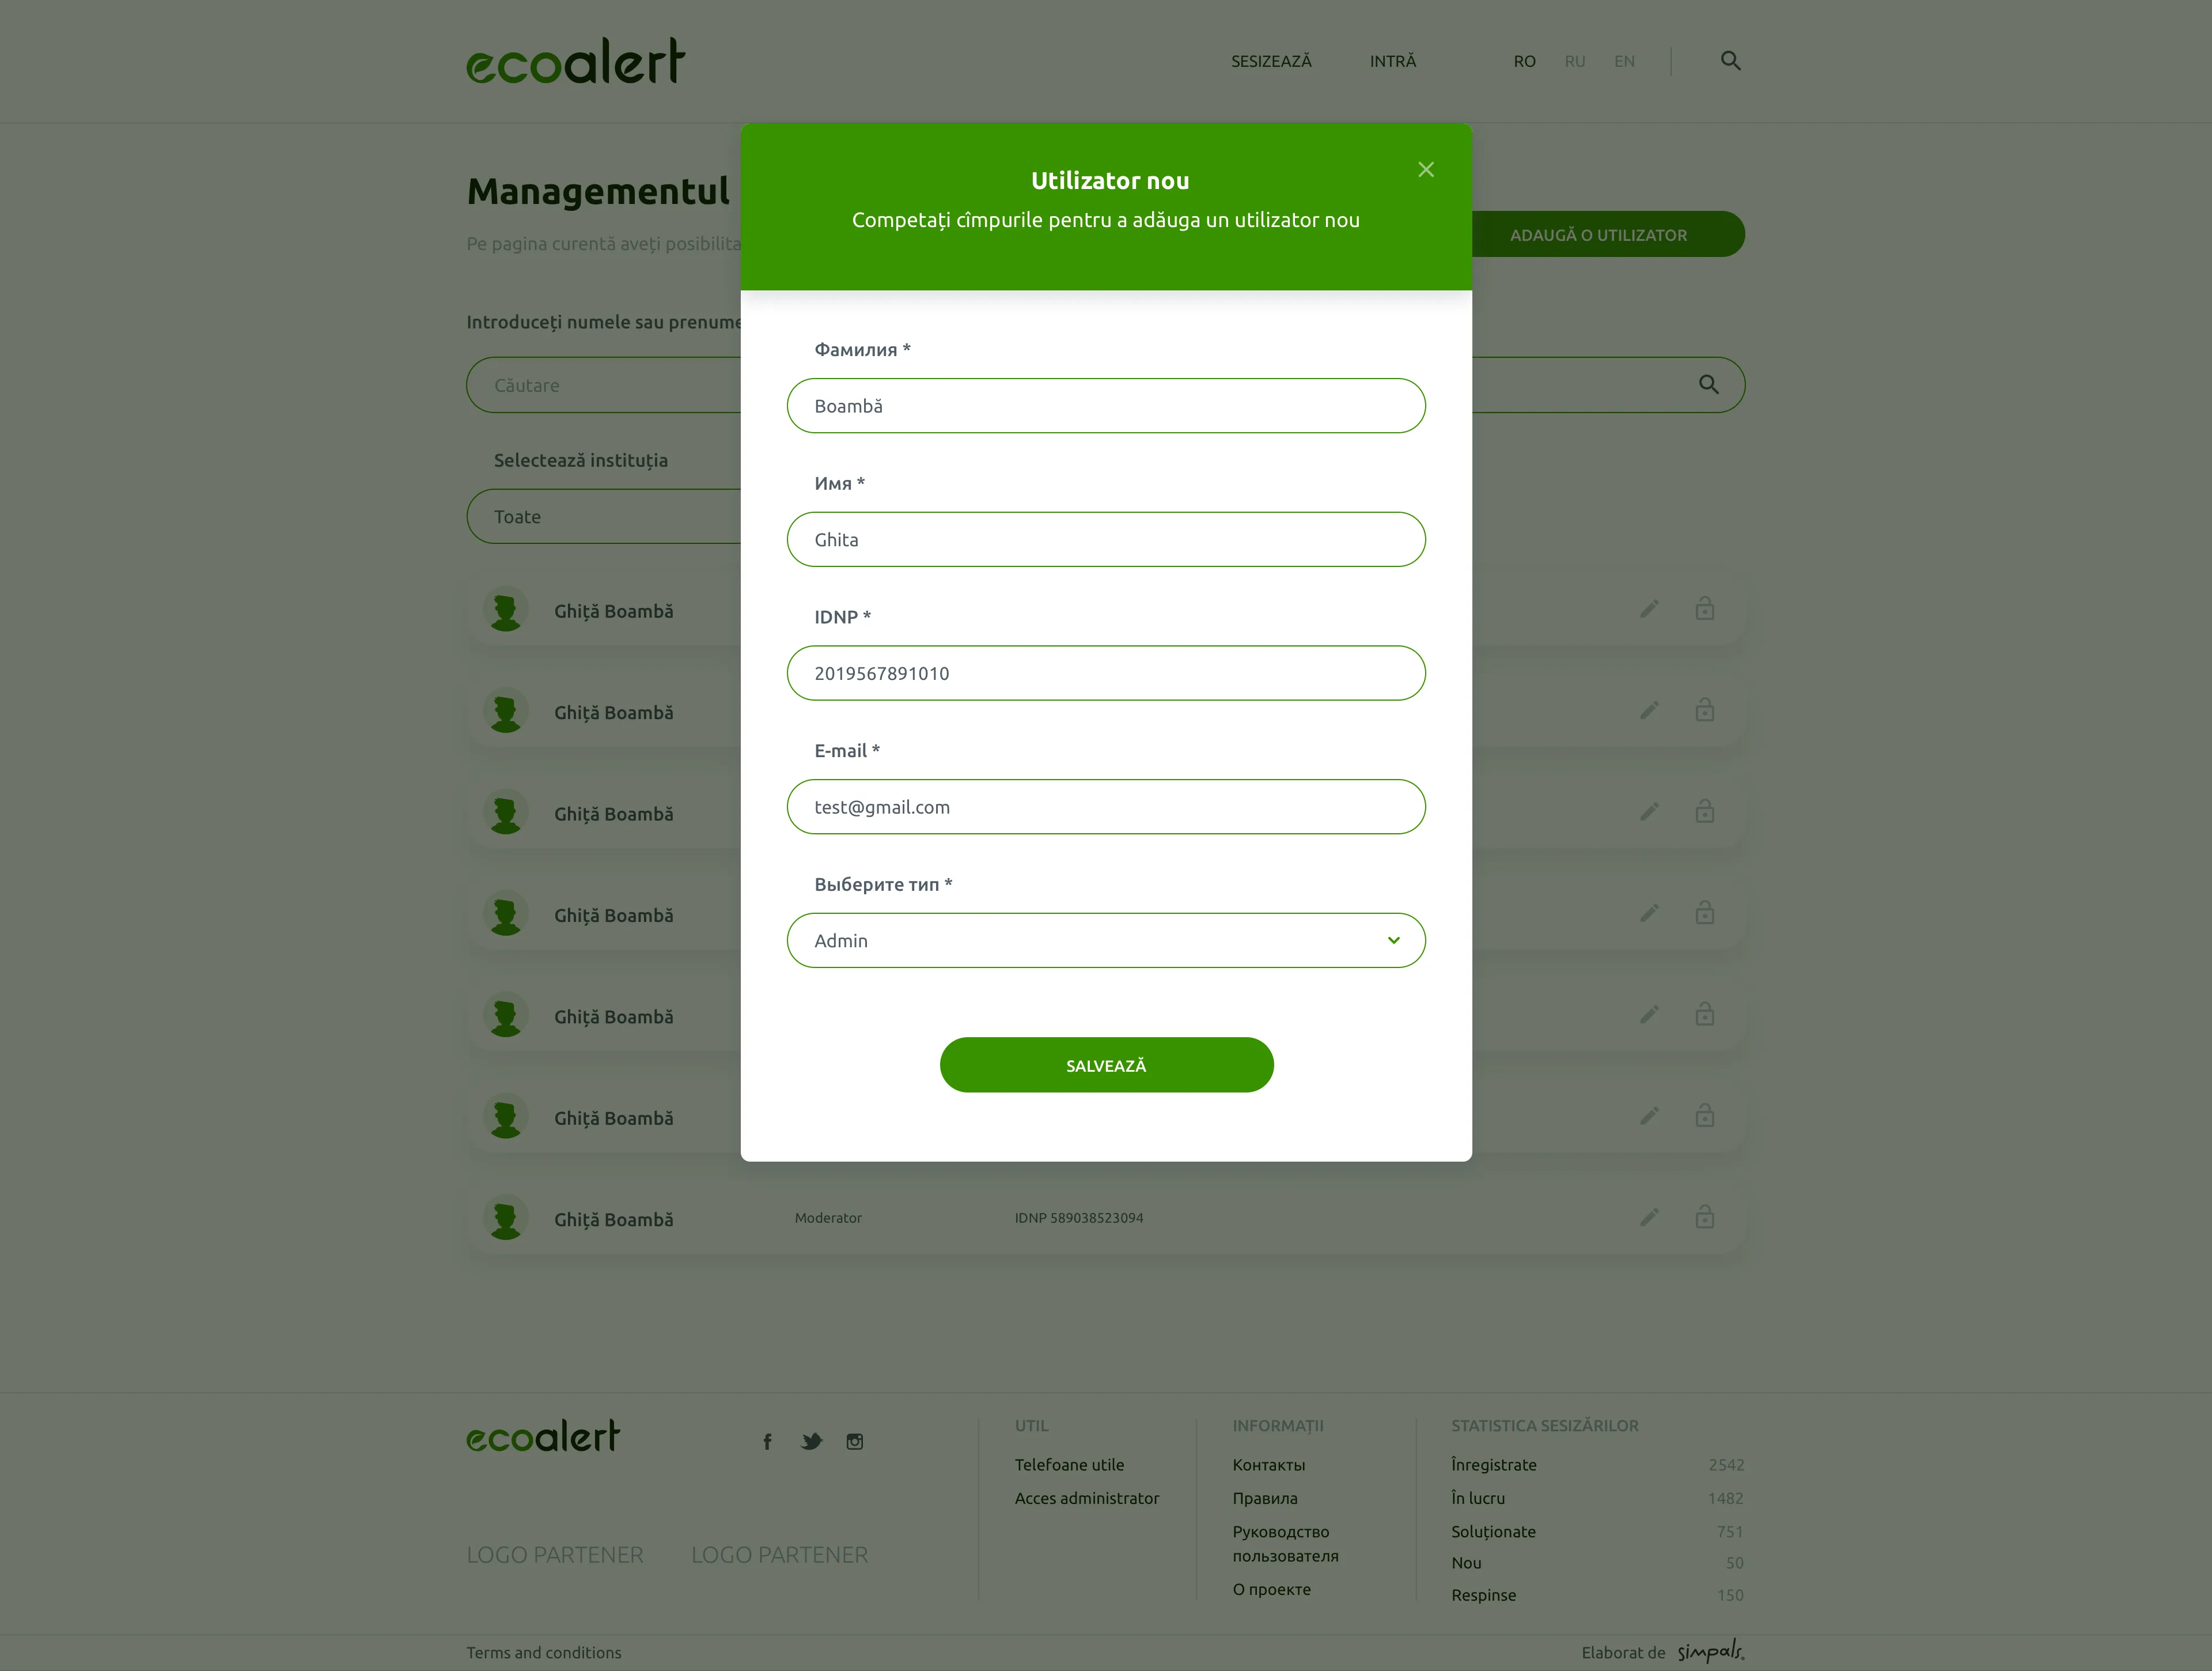 ecoalert
SESIZEAZĂ INTRĂ RO RU EN
Utilizator nou
Competați cîmpurile pentru a adăuga un utilizator nou
Managementul
Pe pagina curentă aveți posibilita
ADAUGĂ O UTILIZATOR
Introduceți numele sau prenume
Căutare
Selectează instituția
Toate
Фамилия *
Boambă
Имя *
Ghita
IDNP *
2019567891010
E-mail *
test@gmail.com
Выберите тип *
Admin
SALVEAZĂ
Ghiță Boambă
Ghiță Boambă
Ghiță Boambă
Ghiță Boambă
Ghiță Boambă
Ghiță Boambă
Ghiță Boambă Moderator IDNP 589038523094
ecoalert
LOGO PARTENER LOGO PARTENER
UTIL
Telefoane utile
Acces administrator
INFORMAȚII
Контакты
Правила
Руководство
пользователя
О проекте
STATISTICA SESIZĂRILOR
Înregistrate 2542
În lucru 1482
Soluționate 751
Nou 50
Respinse 150
Terms and conditions
Elaborat de simpals